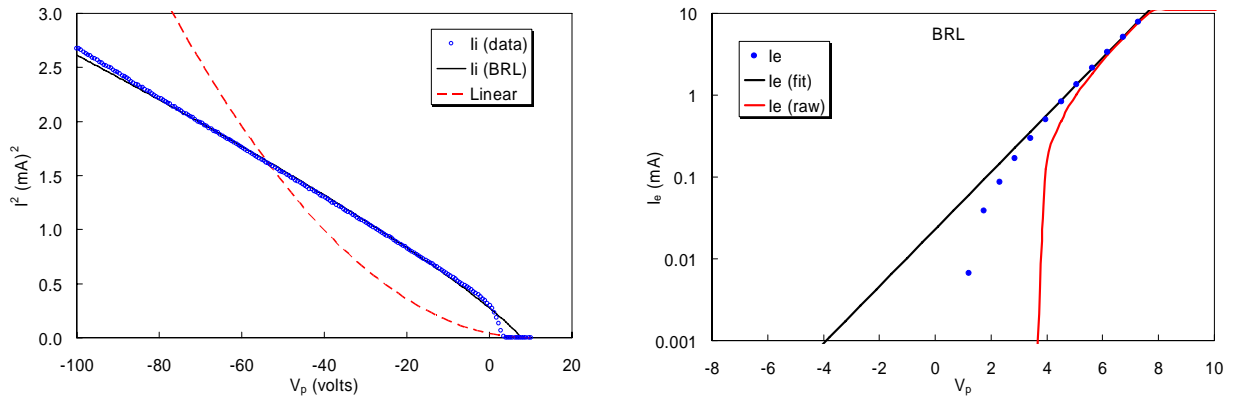 3.0
2.5
2.0
1.5
1.0
0.5
0.0
I² (mA)²
-100 -80 -60 -40 -20 0 20
Vₚ (volts)
Ii (data)
Ii (BRL)
Linear
BRL
10
1
0.1
0.01
0.001
Iₑ (mA)
-8 -6 -4 -2 0 2 4 6 8 10
Vₚ
Ie
Ie (fit)
Ie (raw)